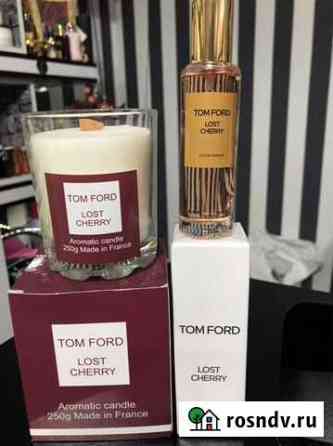 TOM FORD
LOST
CHERRY
Aromatic candle
250g Made in France
TOM FORD
LOST
CHERRY
TOM FORD
LOST
CHERRY
Aromatic candle
250g Made in France
TOM FORD
LOST
CHERRY
rosndv.ru